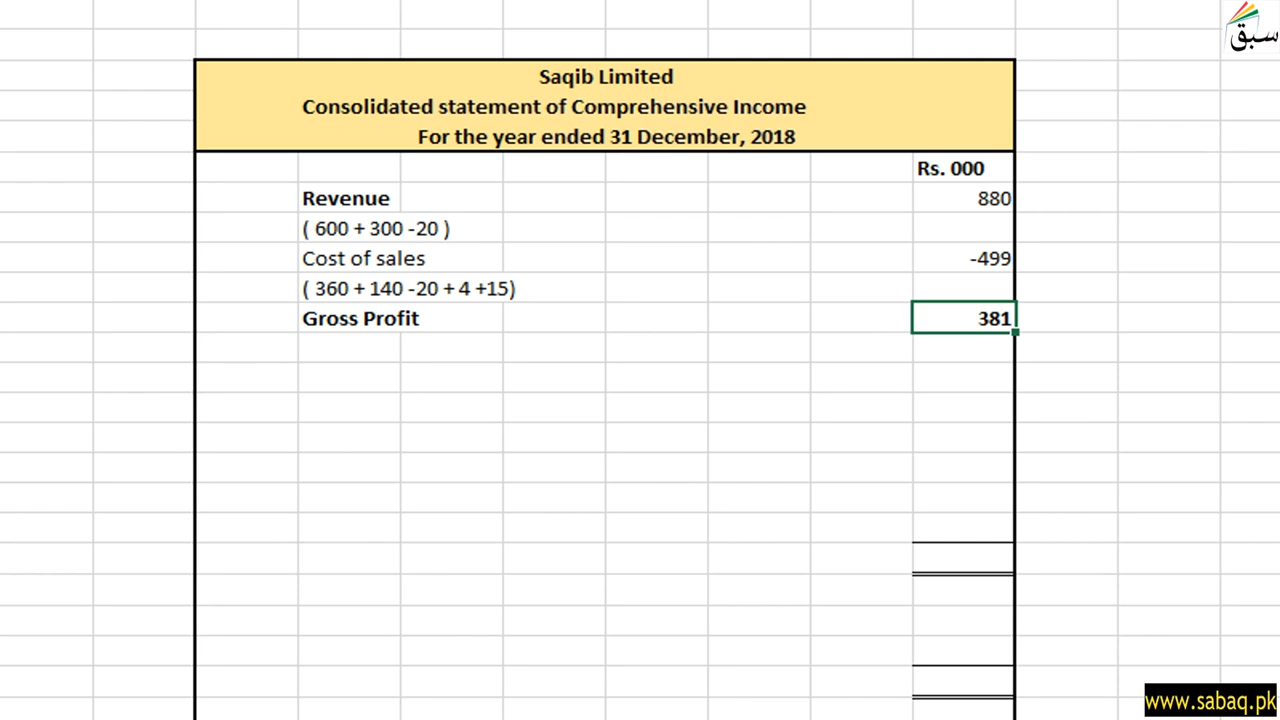 سبق
Saqib Limited
Consolidated statement of Comprehensive Income
For the year ended 31 December, 2018
Rs. 000
Revenue 880
( 600 + 300 -20 )
Cost of sales -499
( 360 + 140 -20 + 4 +15)
Gross Profit 381
www.sabaq.pk